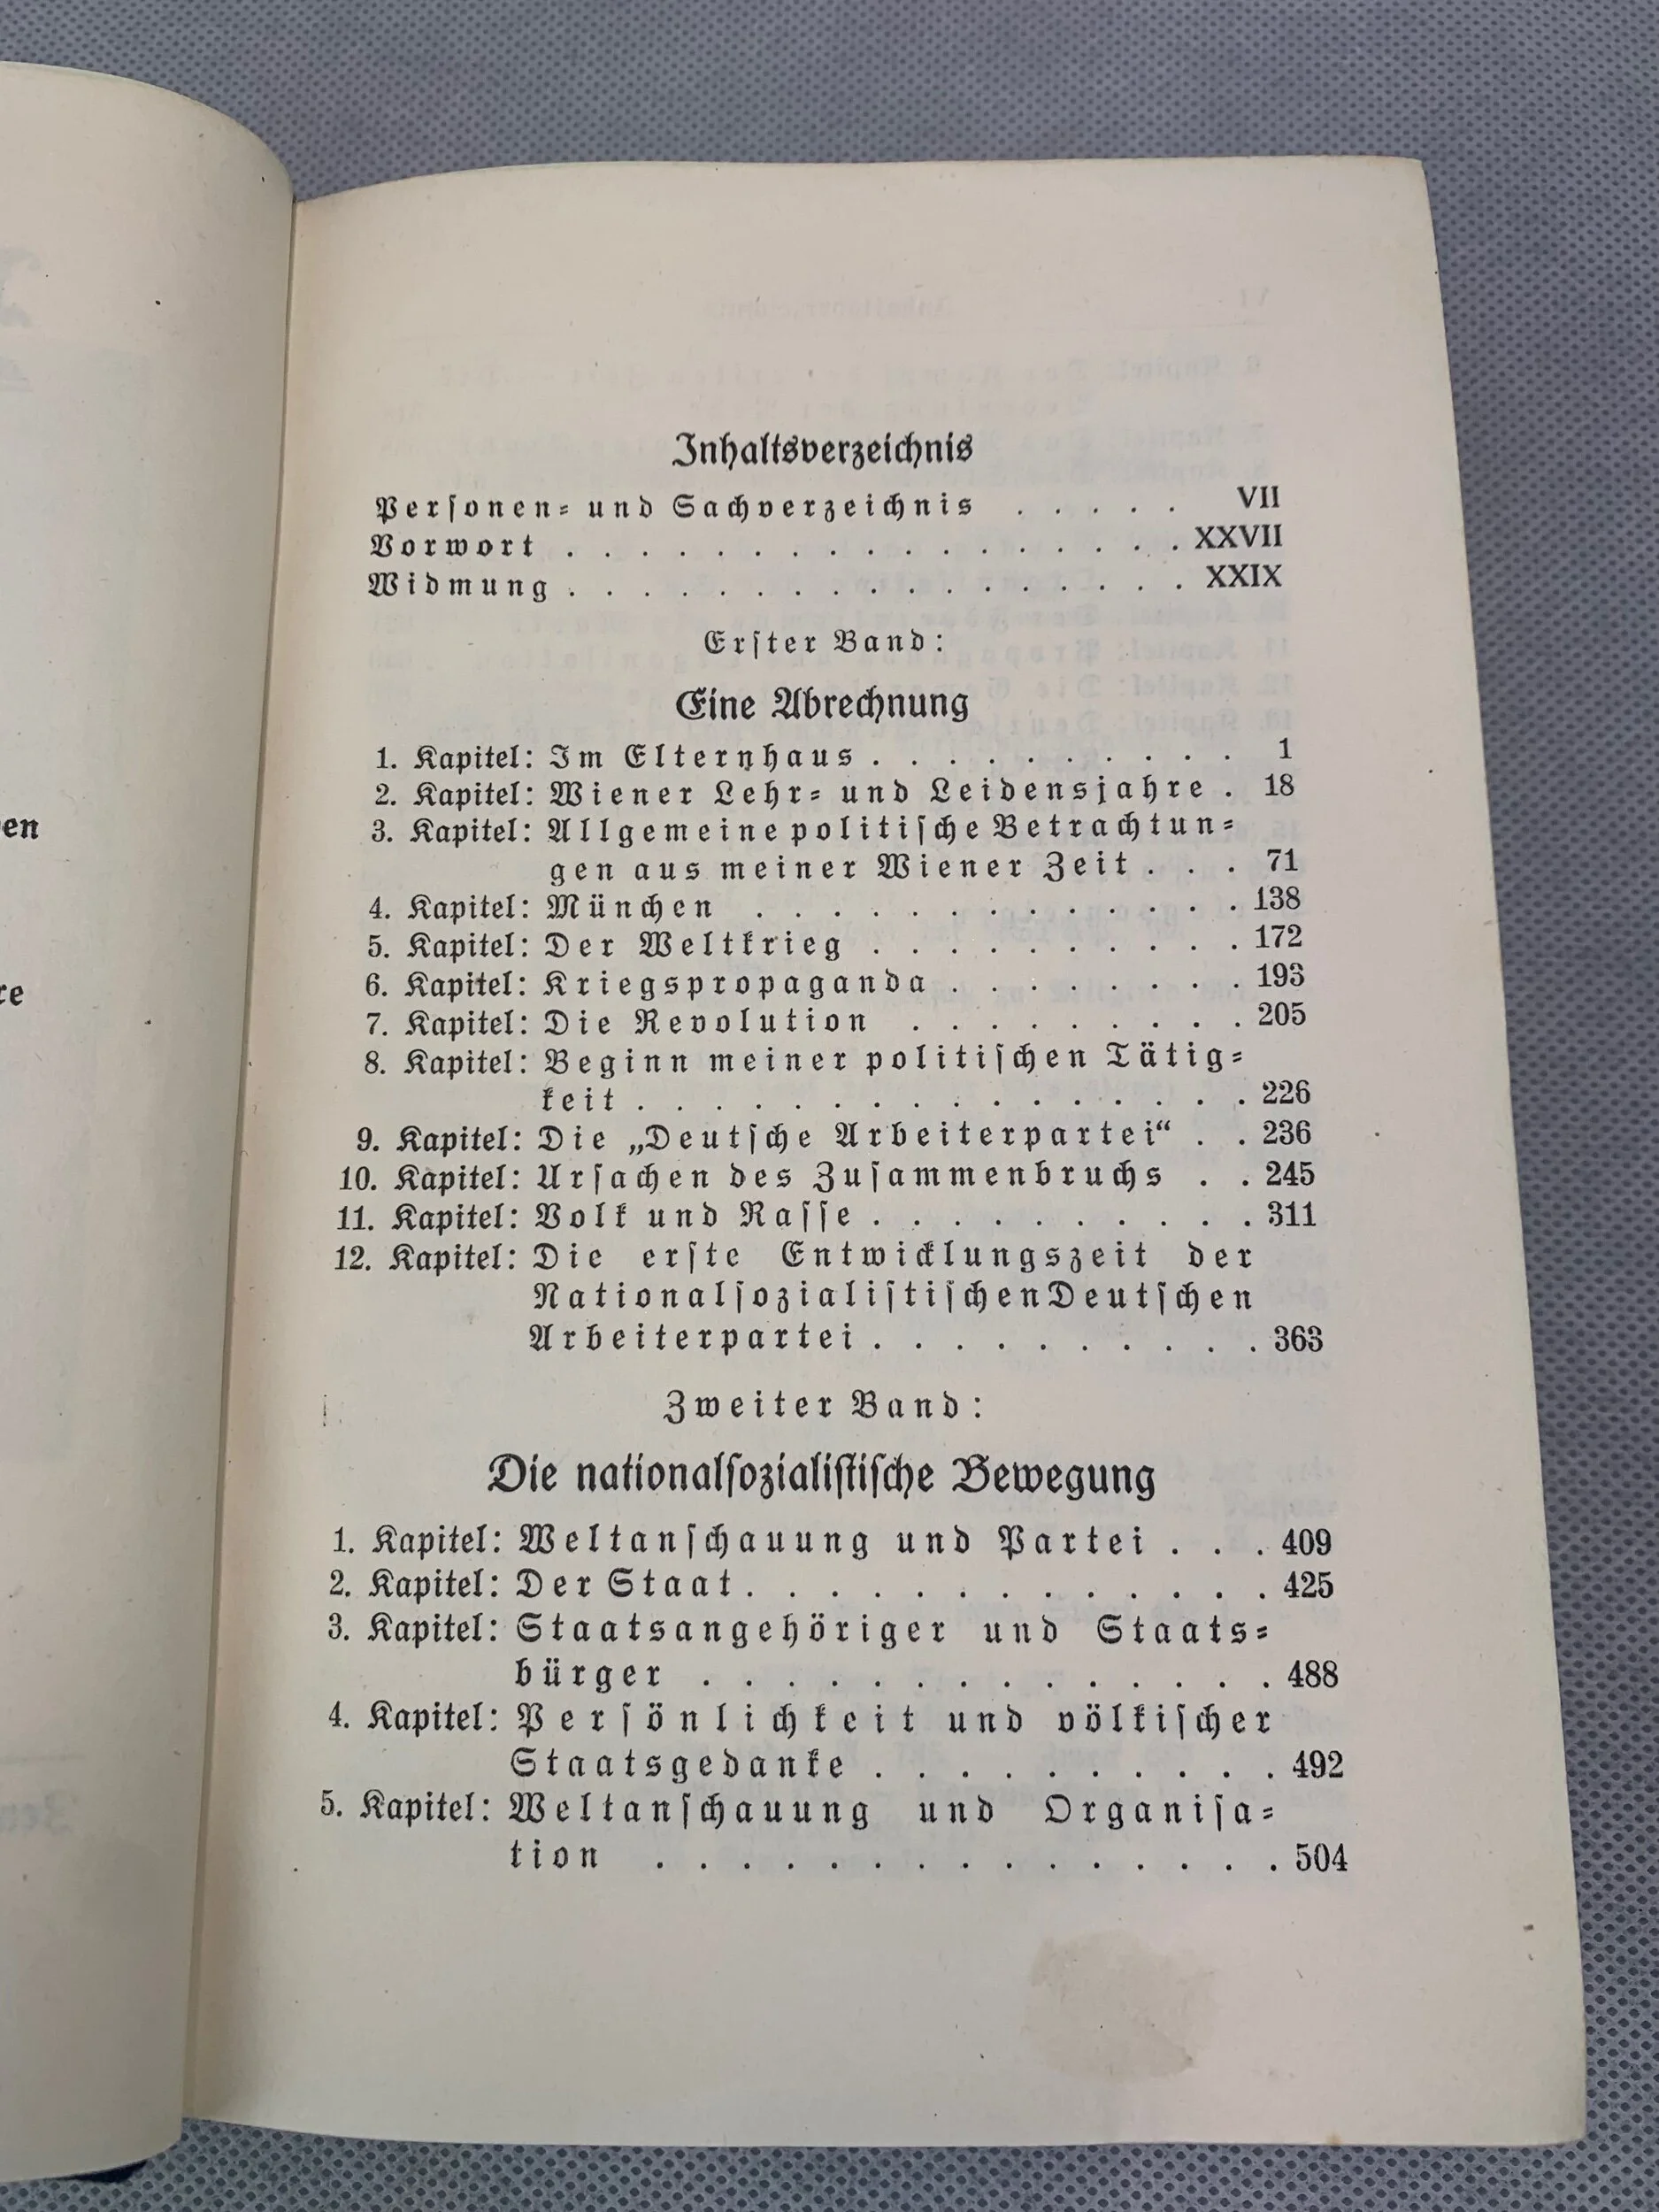 en
re
Inhaltsverzeichnis
Perſonen- und Sachverzeichnis . . . . . VII
Vorwort . . . . . . . . . . . . . . . . . XXVII
Widmung . . . . . . . . . . . . . . . . . XXIX
Erſter Band:
Eine Abrechnung
1. Kapitel: Im Elternhaus . . . . . . . . . . 1
2. Kapitel: Wiener Lehr- und Leidensjahre . 18
3. Kapitel: Allgemeine politiſche Betrachtun-
gen aus meiner Wiener Zeit . . . 71
4. Kapitel: München . . . . . . . . . . . . . 138
5. Kapitel: Der Weltkrieg . . . . . . . . . . 172
6. Kapitel: Kriegspropaganda . . . . . . . . 193
7. Kapitel: Die Revolution . . . . . . . . . 205
8. Kapitel: Beginn meiner politiſchen Tätig-
keit . . . . . . . . . . . . . . . . 226
9. Kapitel: Die „Deutſche Arbeiterpartei“ . . 236
10. Kapitel: Urſachen des Zuſammenbruchs . . 245
11. Kapitel: Volk und Raſſe . . . . . . . . . . 311
12. Kapitel: Die erſte Entwicklungszeit der
Nationalſozialiſtiſchen Deutſchen
Arbeiterpartei . . . . . . . . . . 363
Zweiter Band:
Die nationalſozialiſtiſche Bewegung
1. Kapitel: Weltanſchauung und Partei . . . 409
2. Kapitel: Der Staat . . . . . . . . . . . . . 425
3. Kapitel: Staatsangehöriger und Staats-
bürger . . . . . . . . . . . . . . 488
4. Kapitel: Perſönlichkeit und völkiſcher
Staatsgedanke . . . . . . . . . . 492
5. Kapitel: Weltanſchauung und Organiſa-
tion . . . . . . . . . . . . . . . 504